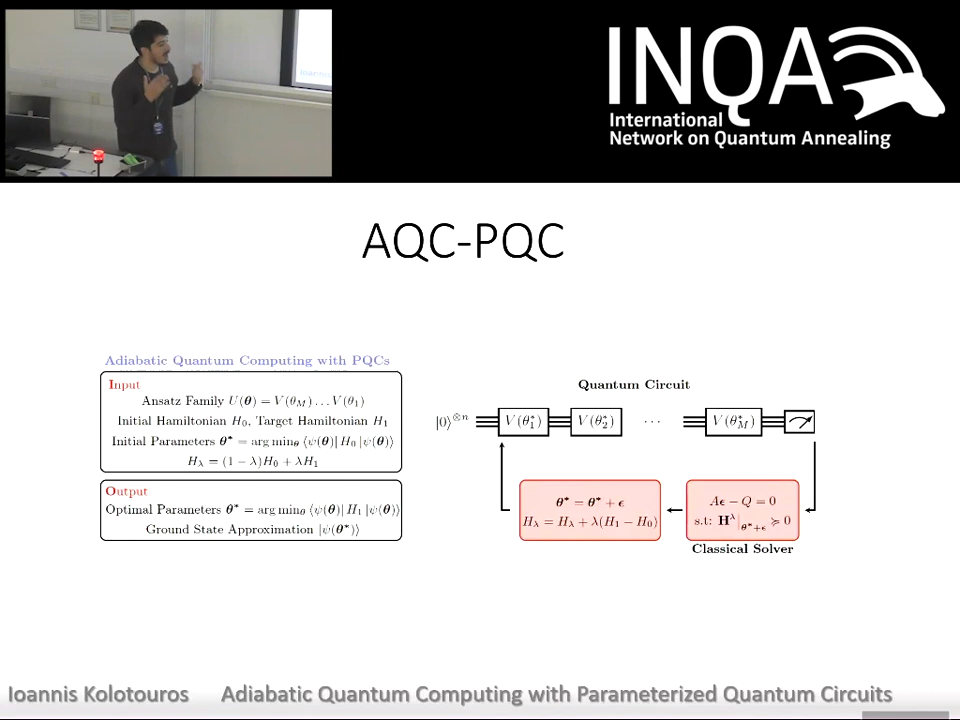 Ioannis
INQA
International
Network on Quantum Annealing
AQC-PQC
Adiabatic Quantum Computing with PQCs
Input
Ansatz Family U(θ) = V(θ_M) … V(θ_1)
Initial Hamiltonian H_0, Target Hamiltonian H_1
Initial Parameters θ* = arg min_θ ⟨ψ(θ)| H_0 |ψ(θ)⟩
H_λ = (1 − λ)H_0 + λH_1
Output
Optimal Parameters θ* = arg min_θ ⟨ψ(θ)| H_1 |ψ(θ)⟩
Ground State Approximation |ψ(θ*)⟩
Quantum Circuit
|0⟩^⊗n V(θ*_1) V(θ*_2) ··· V(θ*_M)
θ* = θ* + ϵ
H_λ = H_λ + λ(H_1 − H_0)
Aϵ − Q = 0
s.t: H^λ|_θ*+ϵ ≽ 0
Classical Solver
Ioannis Kolotouros Adiabatic Quantum Computing with Parameterized Quantum Circuits